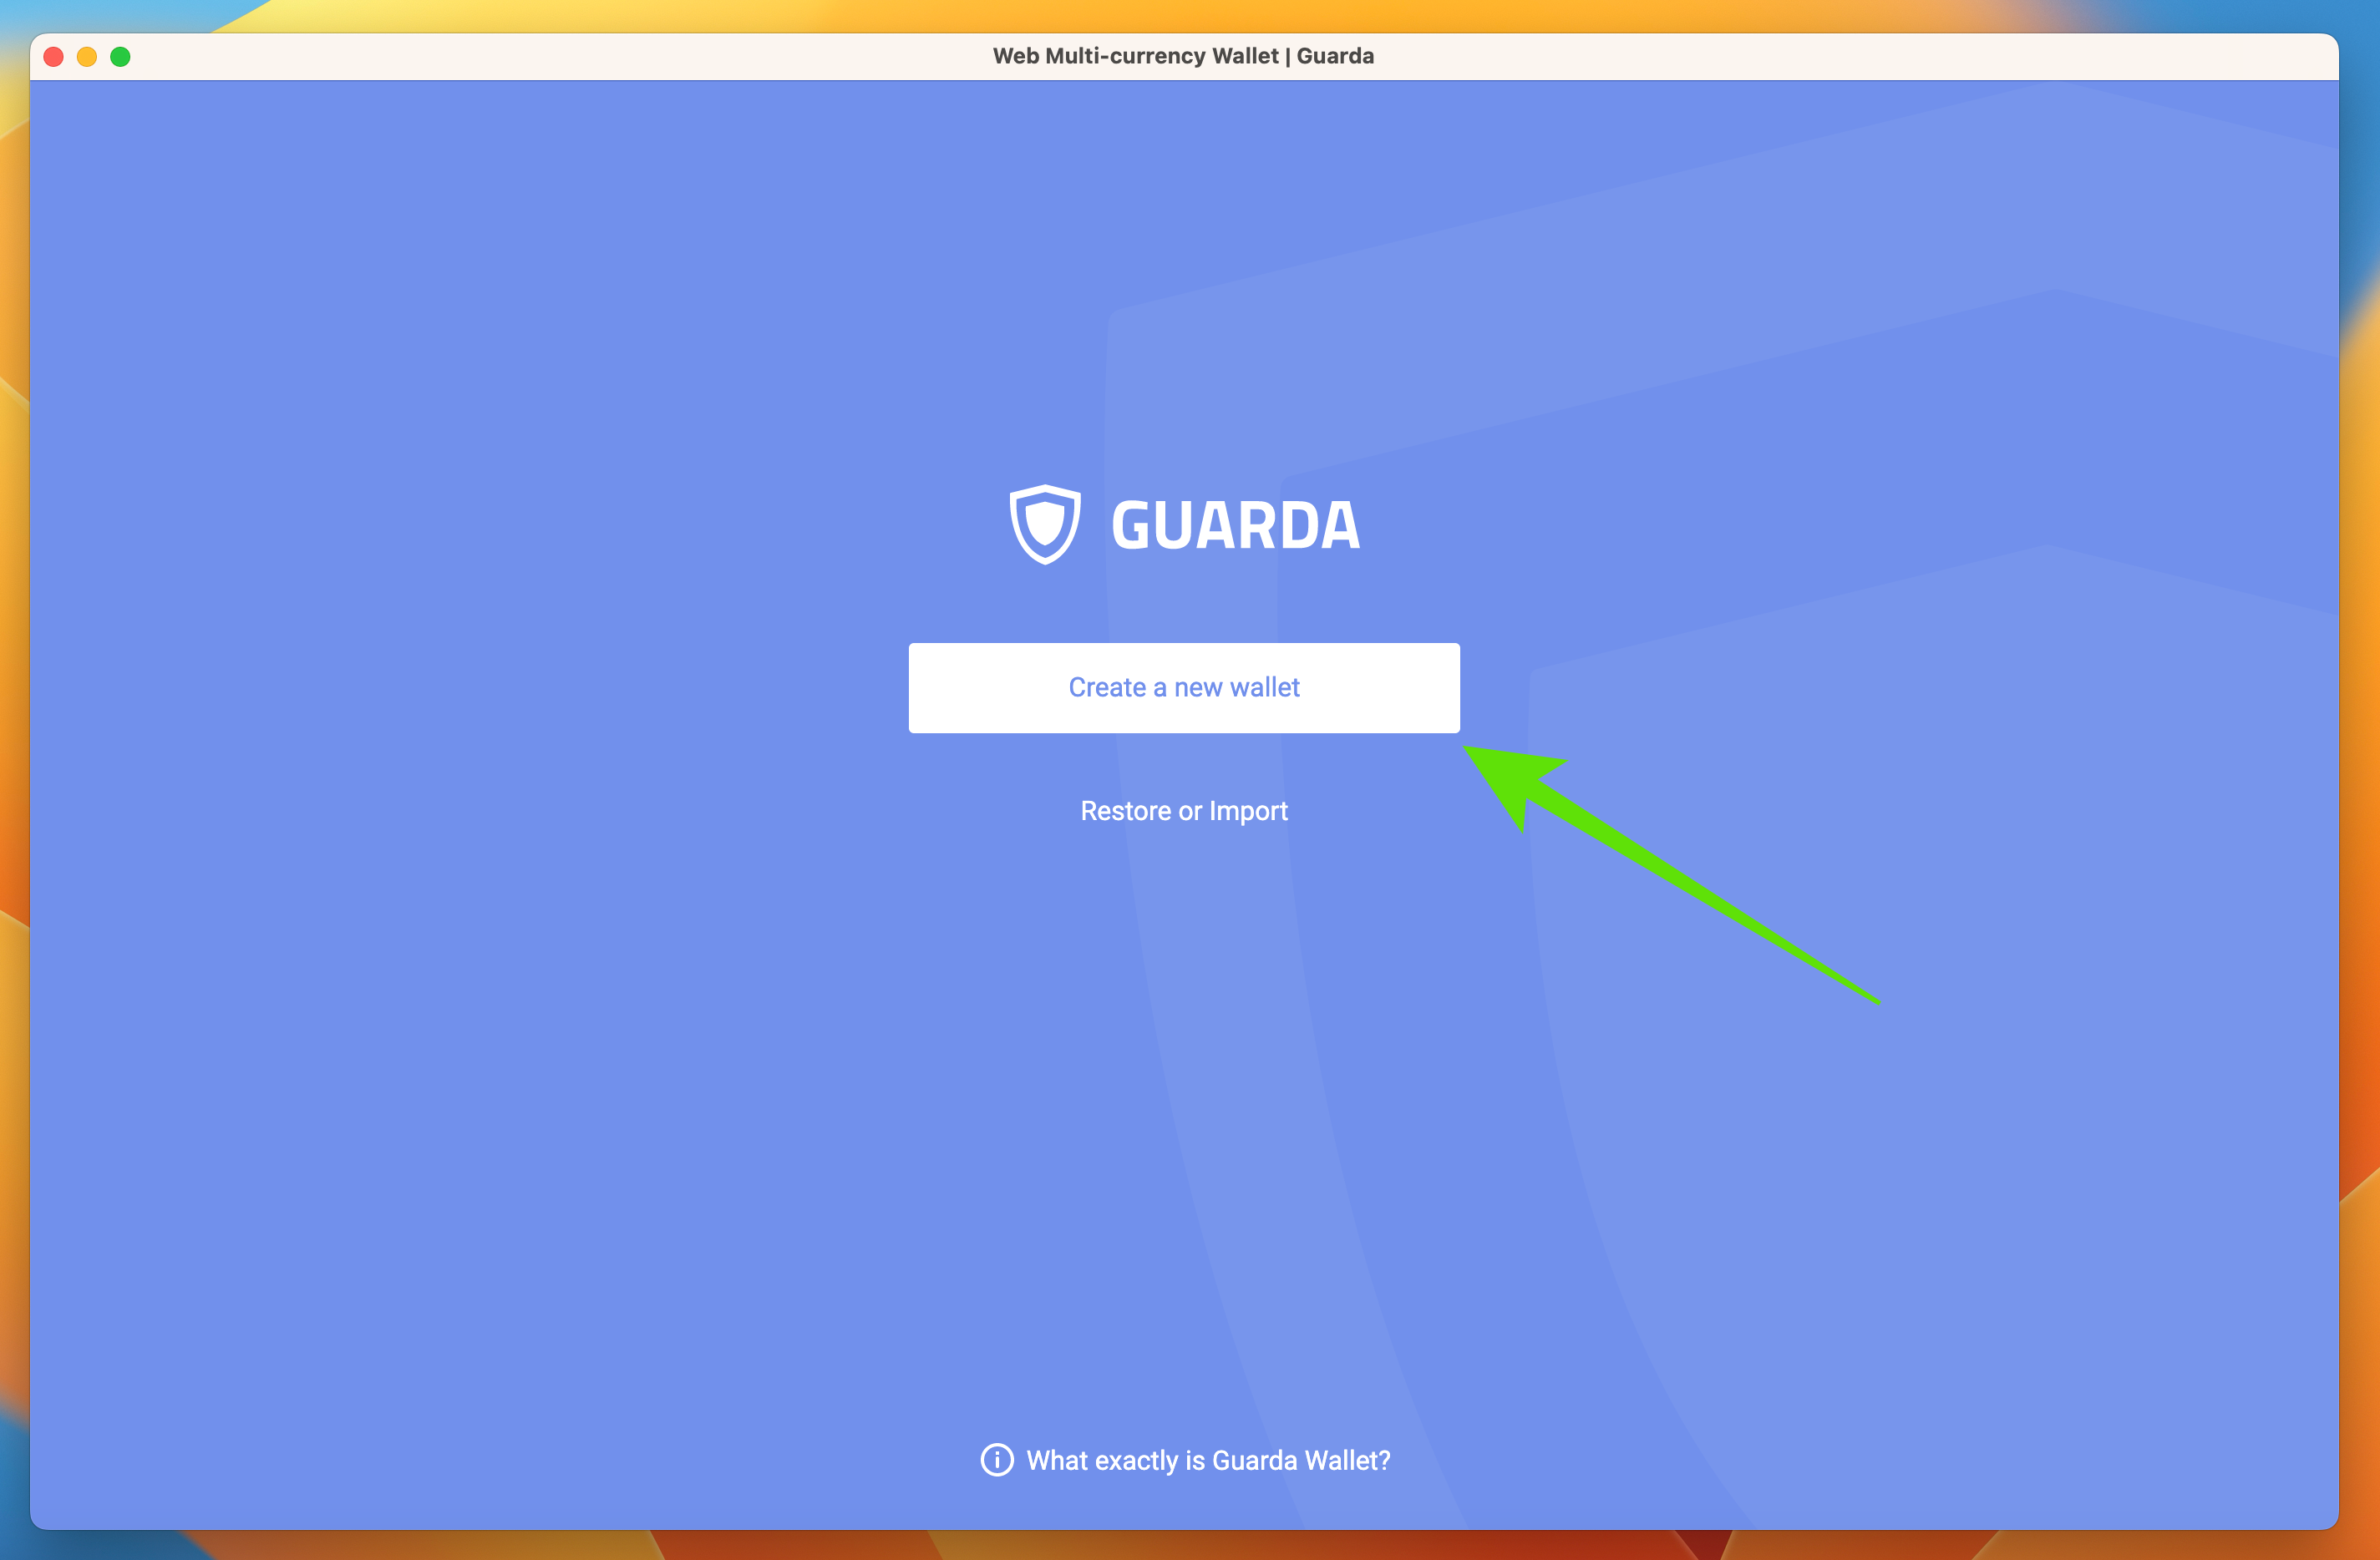 Web Multi-currency Wallet | Guarda
GUARDA
Create a new wallet
Restore or Import
What exactly is Guarda Wallet?